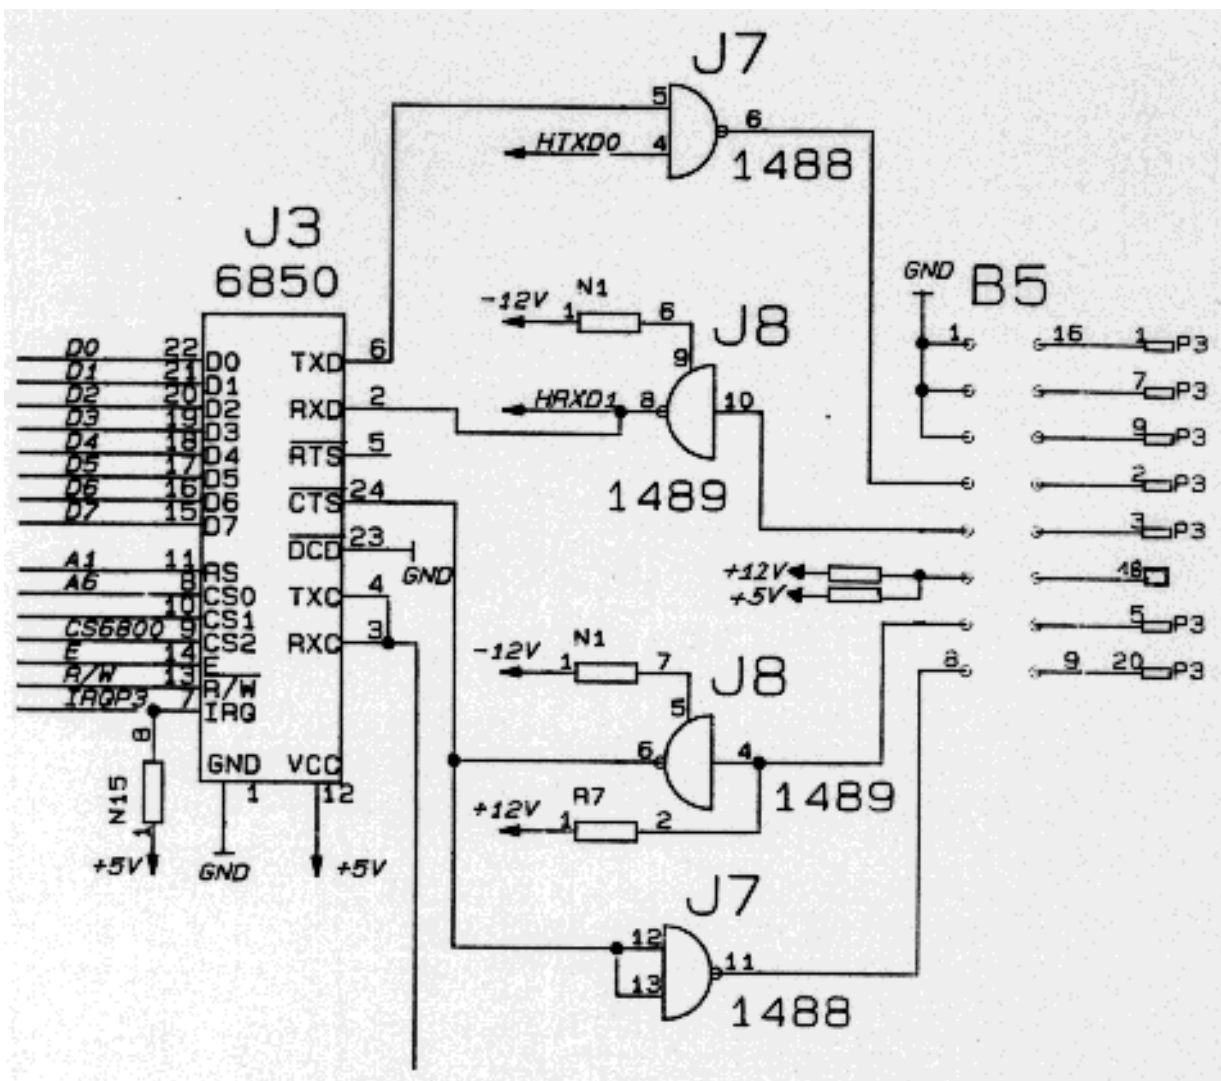 J7
5
6
HTXD0
4
1488
J3
6850
GND
B5
-12V
N1
1
6
J8
9
1
16
1
P3
D0
22
D0
TXD
6
7
P3
D1
21
D1
D2
20
D2
RXD
2
HRXD1
8
10
9
P3
D3
19
D3
D4
18
D4
RTS
5
D5
17
D5
1489
2
P3
D6
16
D6
CTS
24
D7
15
D7
3
P3
DCD
23
GND
A1
11
RS
+12V
18
A6
8
CS0
TXC
4
+5V
10
CS1
CS6800
9
CS2
RXC
3
N1
5
P3
E
14
E
-12V
1
7
J8
8
9
20
P3
R/W
13
R/W
IRQP3
7
IRQ
5
8
6
4
GND
VCC
1489
1
12
N15
+12V
R7
1
2
1
+5V
GND
+5V
J7
12
11
13
1488